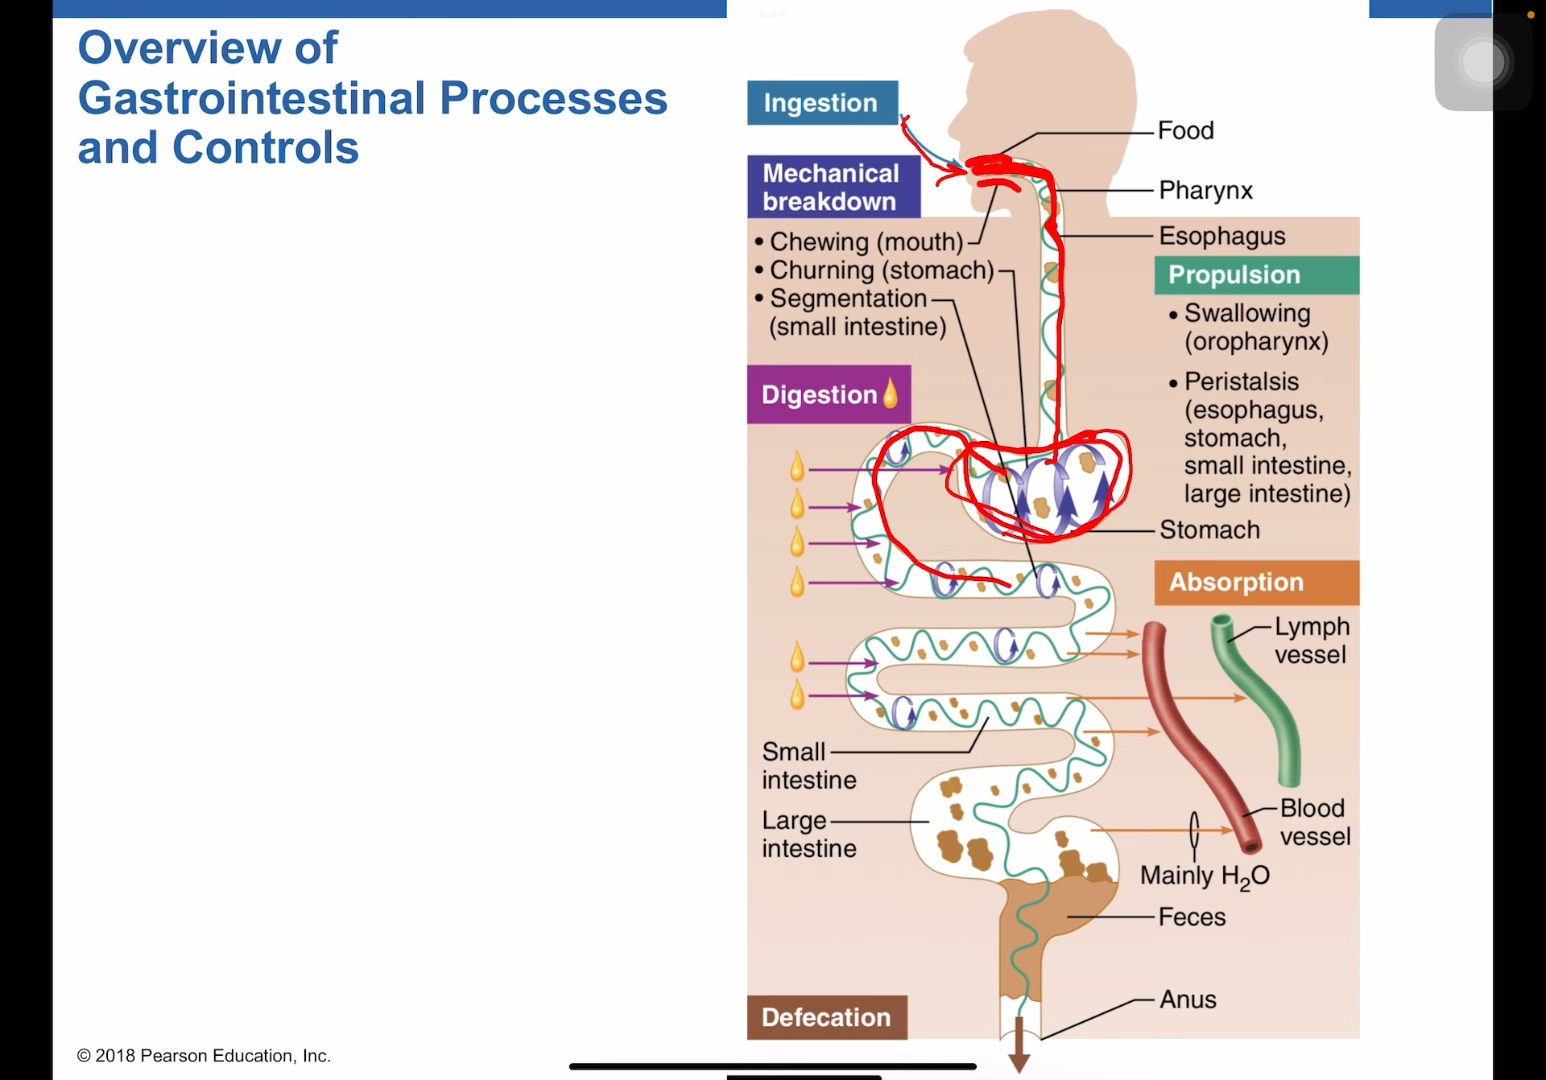 Overview of
Gastrointestinal Processes
and Controls
Ingestion
Food
Mechanical
breakdown
Pharynx
• Chewing (mouth)
• Churning (stomach)
• Segmentation
(small intestine)
Esophagus
Propulsion
• Swallowing
(oropharynx)
• Peristalsis
(esophagus,
stomach,
small intestine,
large intestine)
Digestion
Stomach
Absorption
Lymph
vessel
Small
intestine
Large
intestine
Blood
vessel
Mainly H₂O
Feces
Anus
Defecation
© 2018 Pearson Education, Inc.